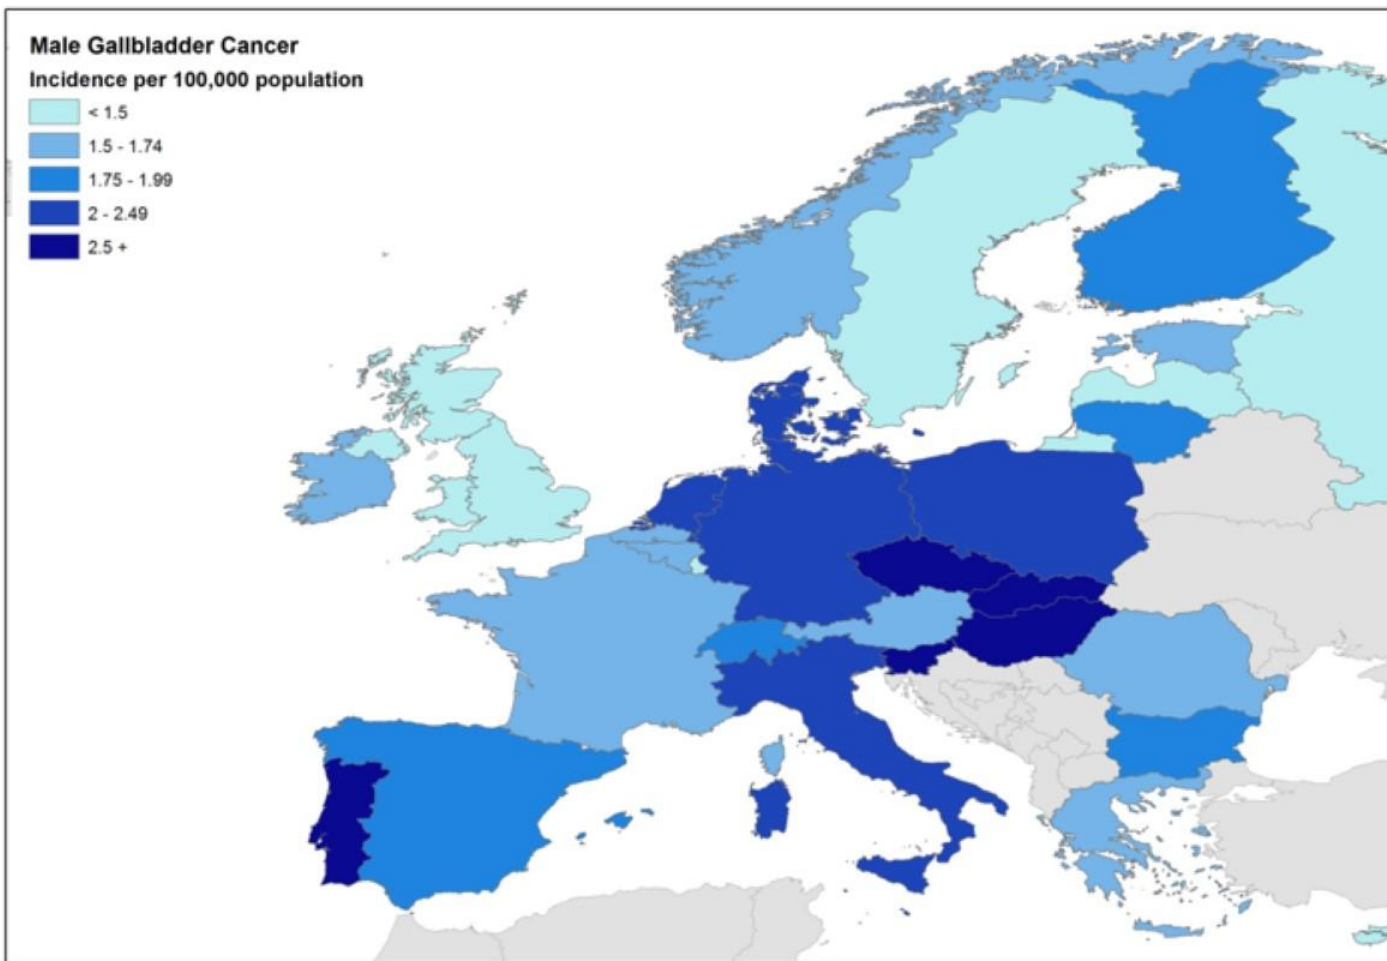 Male Gallbladder Cancer
Incidence per 100,000 population
< 1.5
1.5 - 1.74
1.75 - 1.99
2 - 2.49
2.5 +